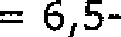 = 6,5-